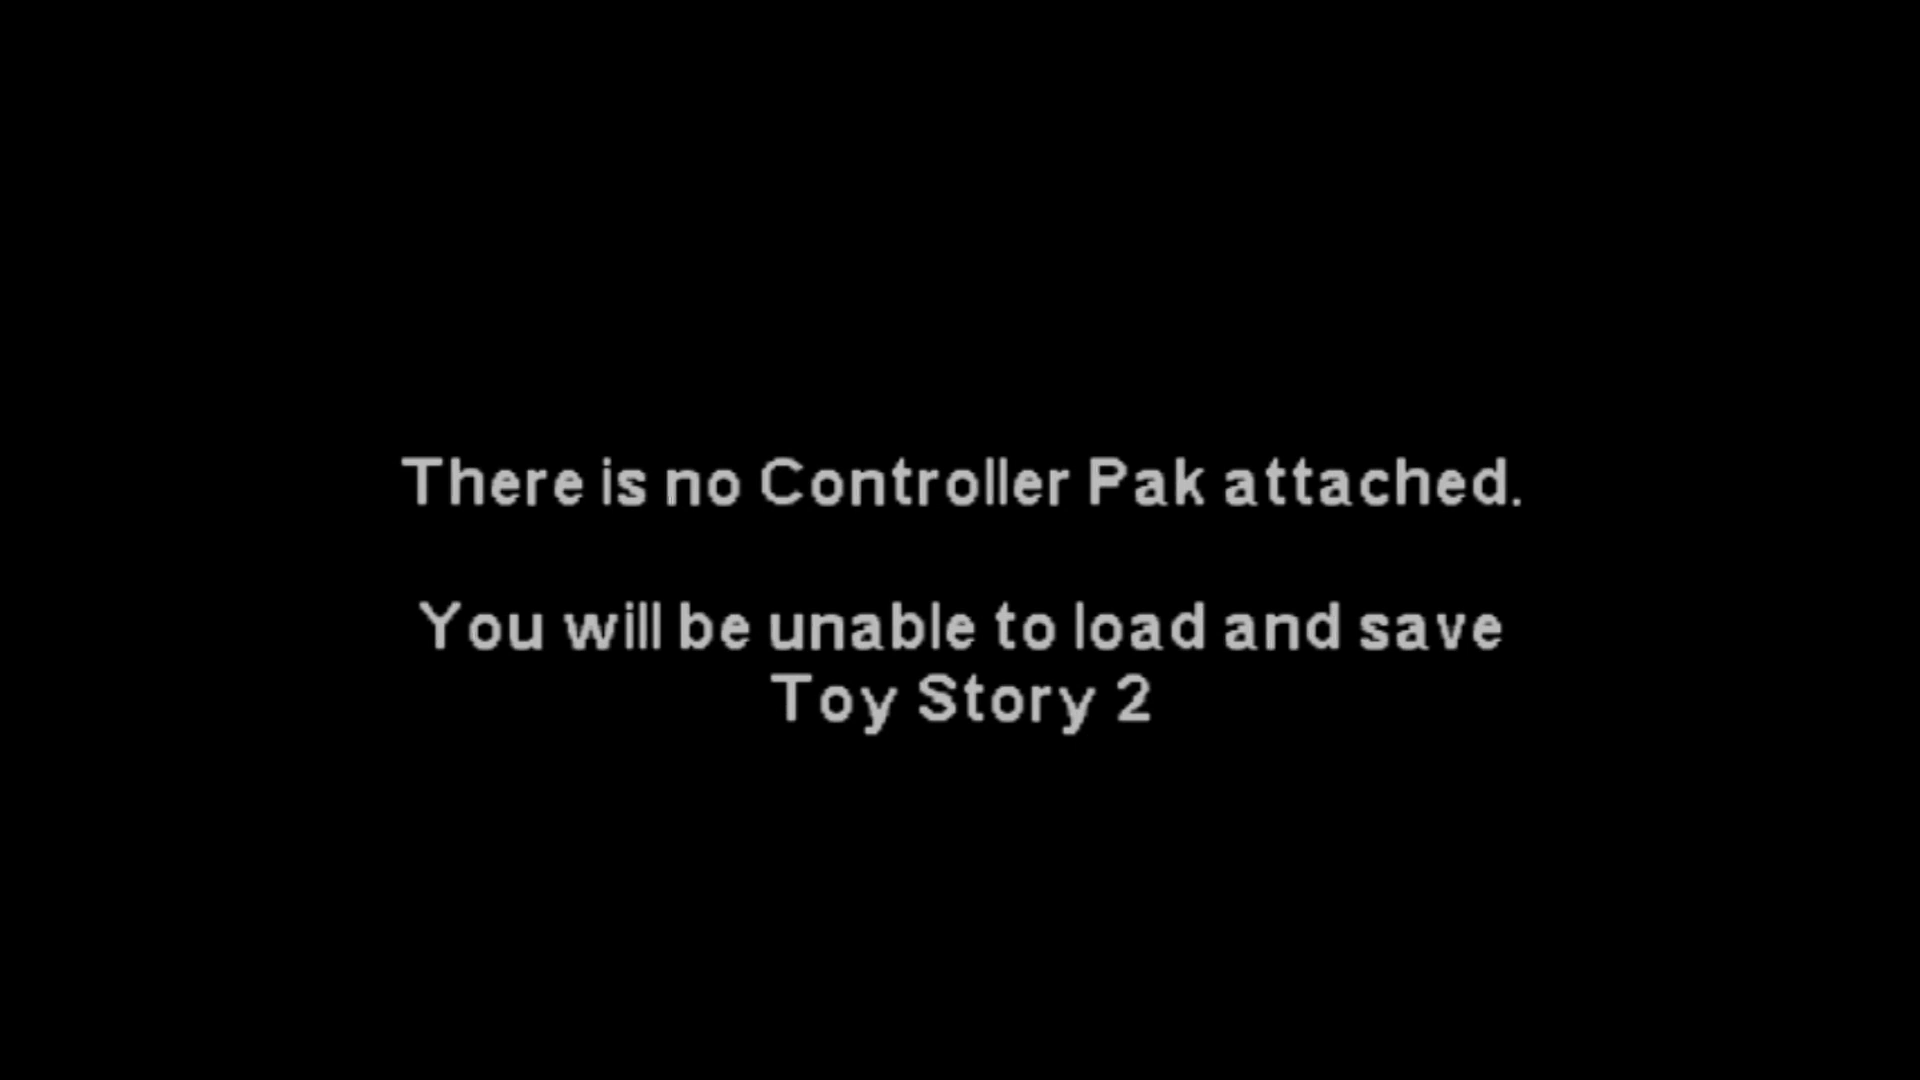 There is no Controller Pak attached.
You will be unable to load and save
Toy Story 2